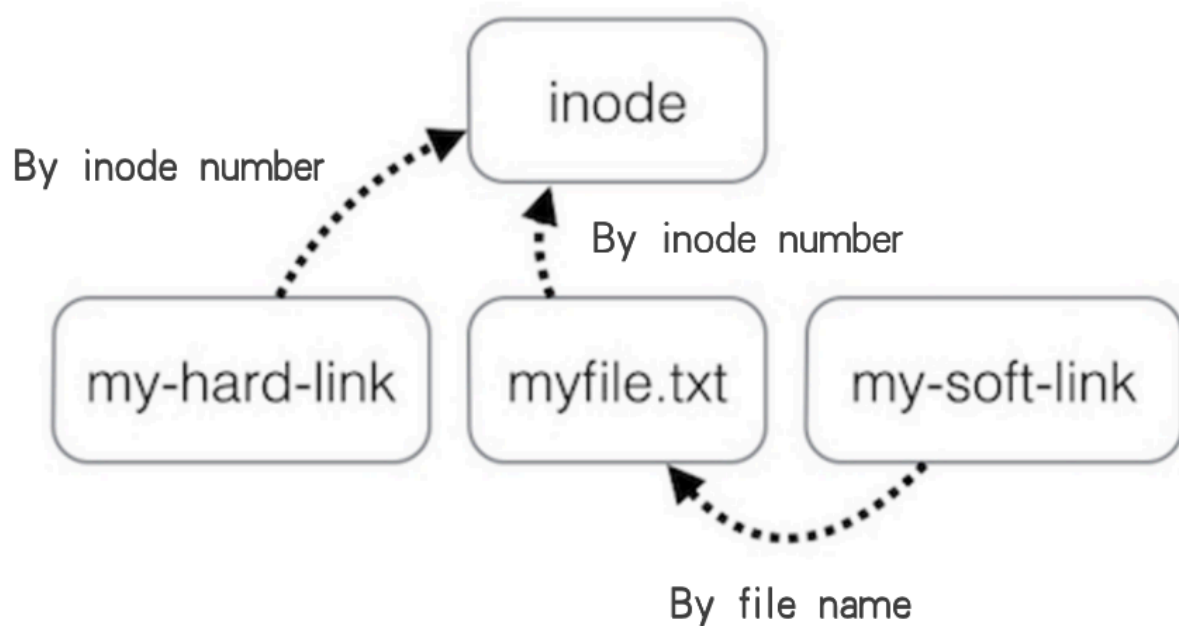 inode
By inode number
By inode number
my-hard-link
myfile.txt
my-soft-link
By file name